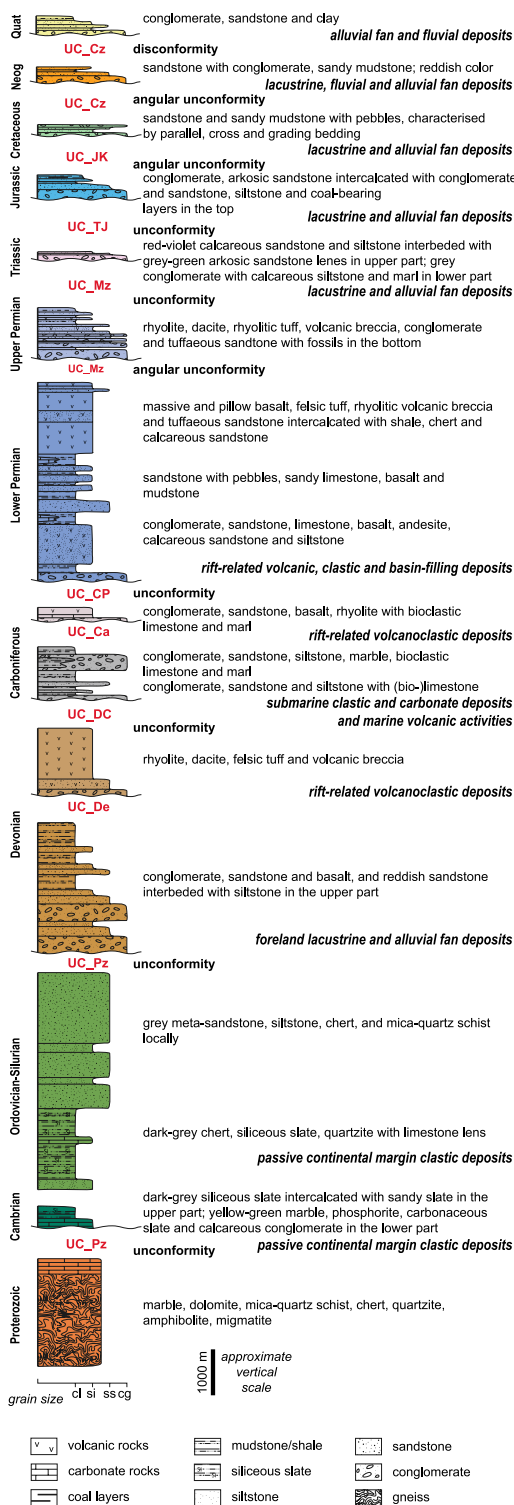 Quat
conglomerate, sandstone and clay
alluvial fan and fluvial deposits
UC_Cz
disconformity
Neog
sandstone with conglomerate, sandy mudstone; reddish color
lacustrine, fluvial and alluvial fan deposits
UC_Cz
angular unconformity
Cretaceous
sandstone and sandy mudstone with pebbles, characterised
by parallel, cross and grading bedding
lacustrine and alluvial fan deposits
UC_JK
angular unconformity
Jurassic
conglomerate, arkosic sandstone intercalcated with conglomerate
and sandstone, siltstone and coal-bearing
layers in the top
lacustrine and alluvial fan deposits
UC_TJ
unconformity
Triassic
red-violet calcareous sandstone and siltstone interbeded with
grey-green arkosic sandstone lenes in upper part; grey
conglomerate with calcareous siltstone and marl in lower part
lacustrine and alluvial fan deposits
UC_Mz
unconformity
Upper Permian
rhyolite, dacite, rhyolitic tuff, volcanic breccia, conglomerate
and tuffaeous sandtone with fossils in the bottom
UC_Mz
angular unconformity
Lower Permian
massive and pillow basalt, felsic tuff, rhyolitic volcanic breccia
and tuffaeous sandstone intercalated with shale, chert and
calcareous sandstone
sandstone with pebbles, sandy limestone, basalt and
mudstone
conglomerate, sandstone, limestone, basalt, andesite,
calcareous sandstone and siltstone
rift-related volcanic, clastic and basin-filling deposits
UC_CP
unconformity
Carboniferous
conglomerate, sandstone, basalt, rhyolite with bioclastic
limestone and marl
UC_Ca
rift-related volcanoclastic deposits
conglomerate, sandstone, siltstone, marble, bioclastic
limestone and marl
conglomerate, sandstone and siltstone with (bio-)limestone
submarine clastic and carbonate deposits
and marine volcanic activities
UC_DC
unconformity
Devonian
rhyolite, dacite, felsic tuff and volcanic breccia
rift-related volcanoclastic deposits
UC_De
conglomerate, sandstone and basalt, and reddish sandstone
interbeded with siltstone in the upper part
foreland lacustrine and alluvial fan deposits
UC_Pz
unconformity
Ordovician-Silurian
grey meta-sandstone, siltstone, chert, and mica-quartz schist
locally
dark-grey chert, siliceous slate, quartzite with limestone lens
passive continental margin clastic deposits
Cambrian
dark-grey siliceous slate intercalcated with sandy slate in the
upper part; yellow-green marble, phosphorite, carbonaceous
slate and calcareous conglomerate in the lower part
passive continental margin clastic deposits
UC_Pz
unconformity
Proterozoic
marble, dolomite, mica-quartz schist, chert, quartzite,
amphibolite, migmatite
1000 m
approximate
vertical
scale
grain size
cl si ss cg
volcanic rocks
mudstone/shale
sandstone
carbonate rocks
siliceous slate
conglomerate
coal layers
siltstone
gneiss